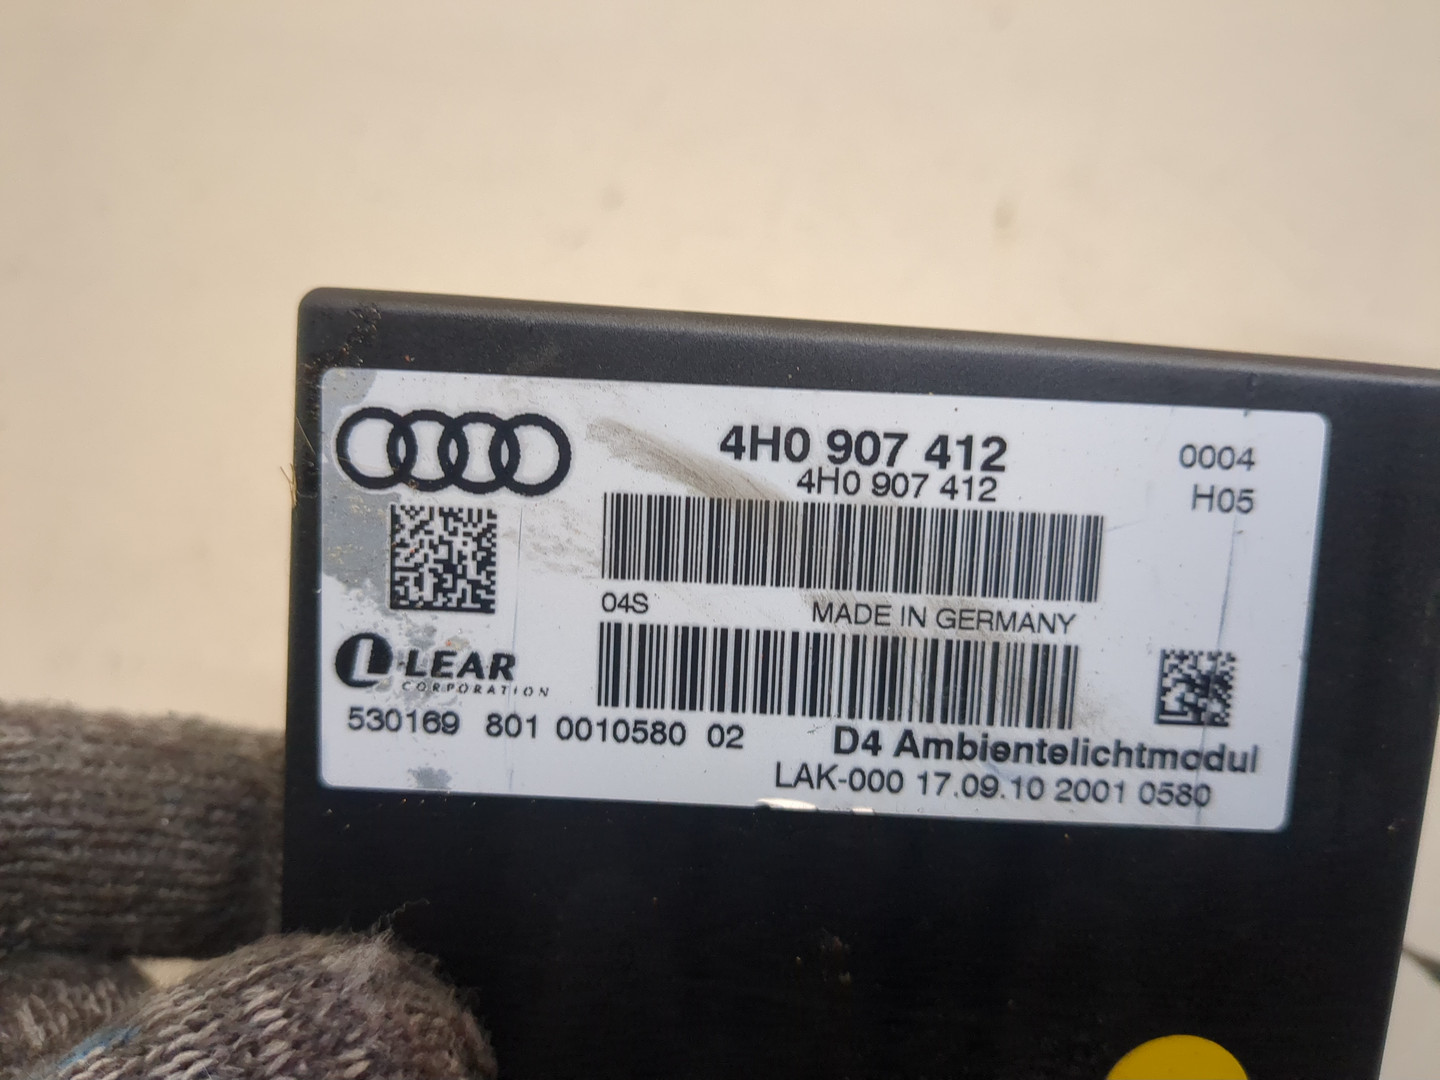 4H0 907 412
4H0 907 412
0004
H05
04S
MADE IN GERMANY
L LEAR
CORPORATION
530169 801 0010580 02
D4 Ambientelichtmodul
LAK-000 17.09.10 2001 0580